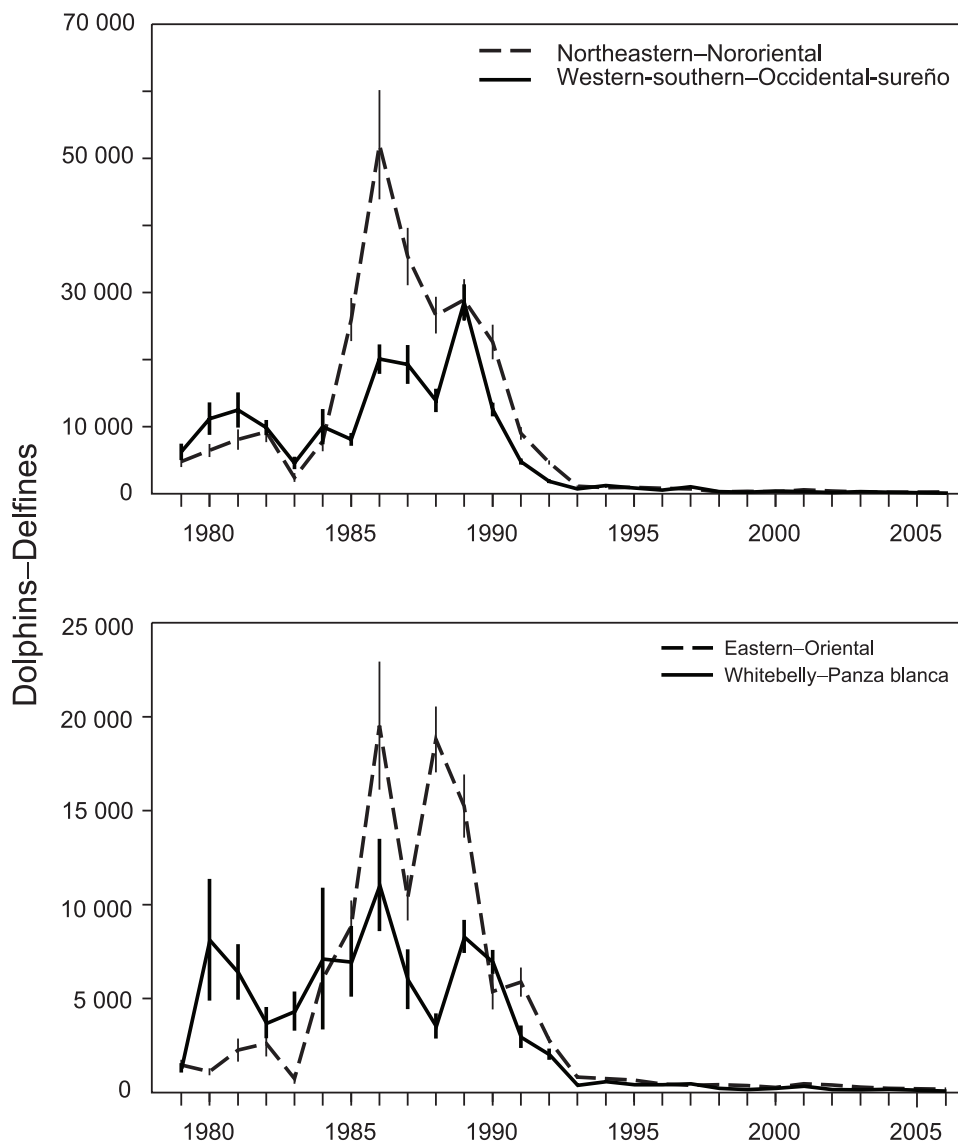 70 000
Northeastern–Nororiental
Western-southern–Occidental-sureño
50 000
30 000
10 000
0
1980 1985 1990 1995 2000 2005
Dolphins–Delfines
25 000
Eastern–Oriental
Whitebelly–Panza blanca
20 000
15 000
10 000
5 000
0
1980 1985 1990 1995 2000 2005